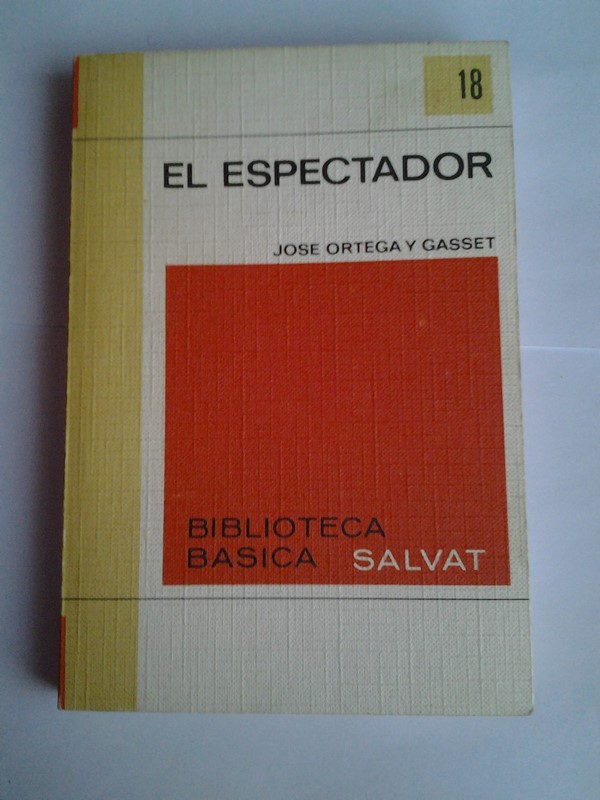 18
EL ESPECTADOR
JOSE ORTEGA Y GASSET
BIBLIOTECA
BASICA SALVAT